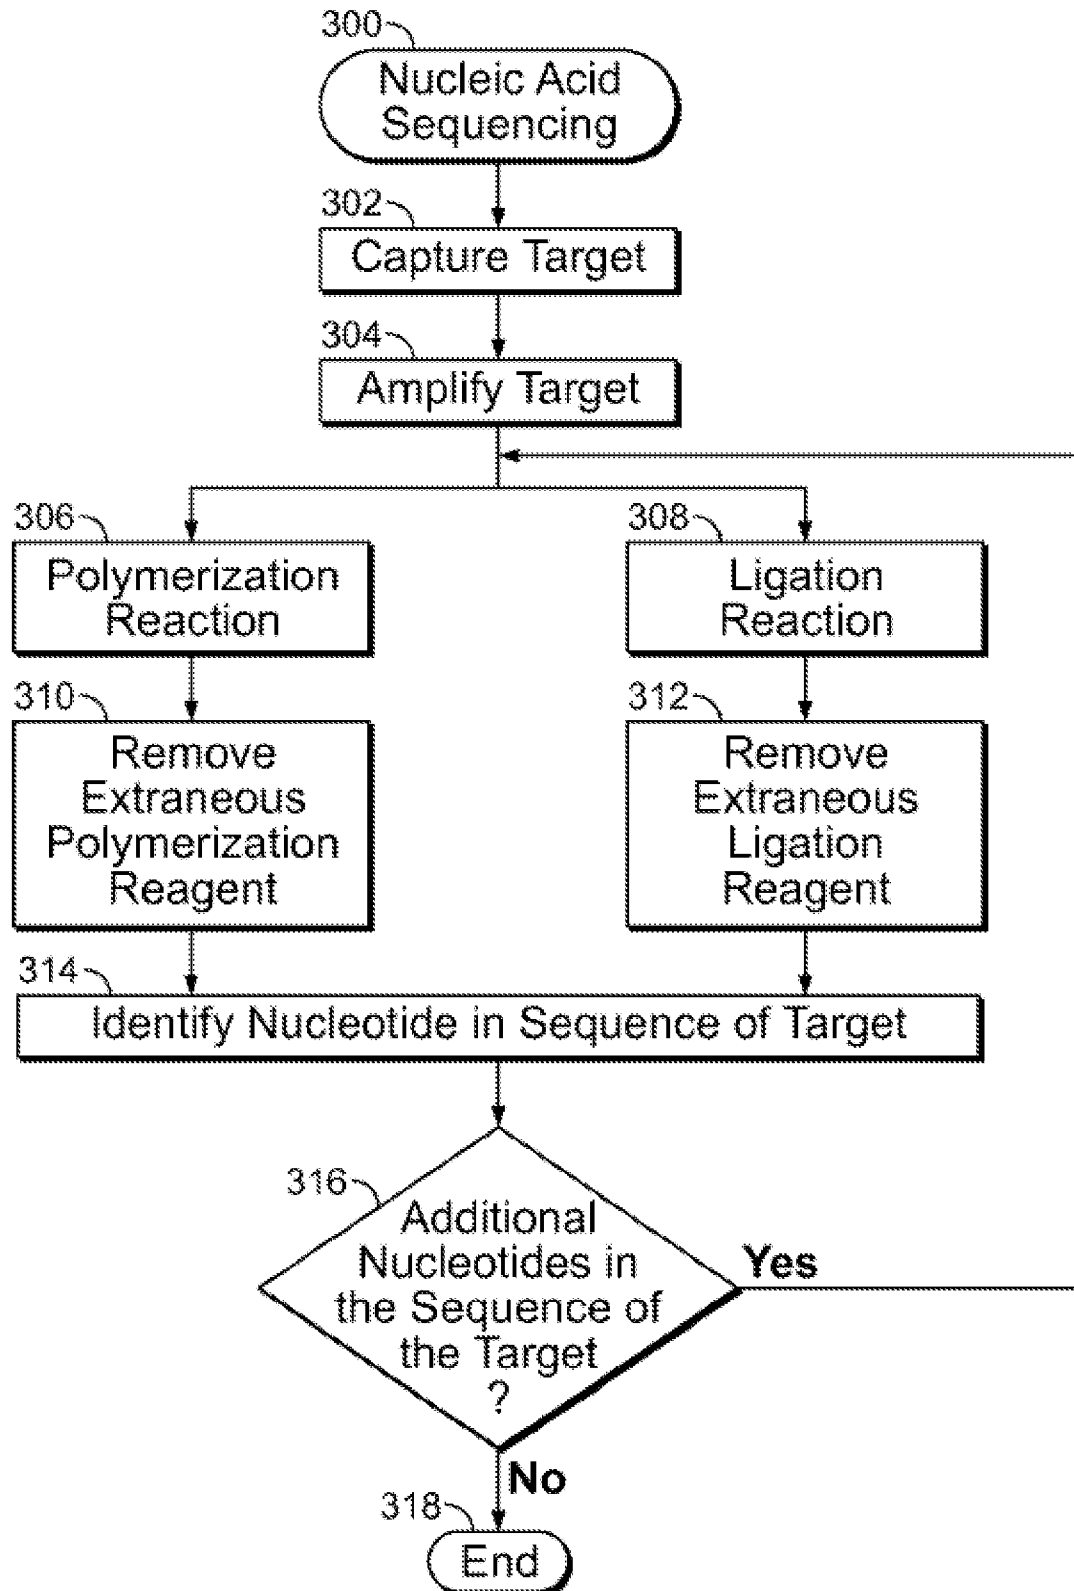 300
Nucleic Acid
Sequencing
302
Capture Target
304
Amplify Target
306
Polymerization
Reaction
308
Ligation
Reaction
310
Remove
Extraneous
Polymerization
Reagent
312
Remove
Extraneous
Ligation
Reagent
314
Identify Nucleotide in Sequence of Target
316
Additional
Nucleotides in
the Sequence of
the Target
?
Yes
No
318
End